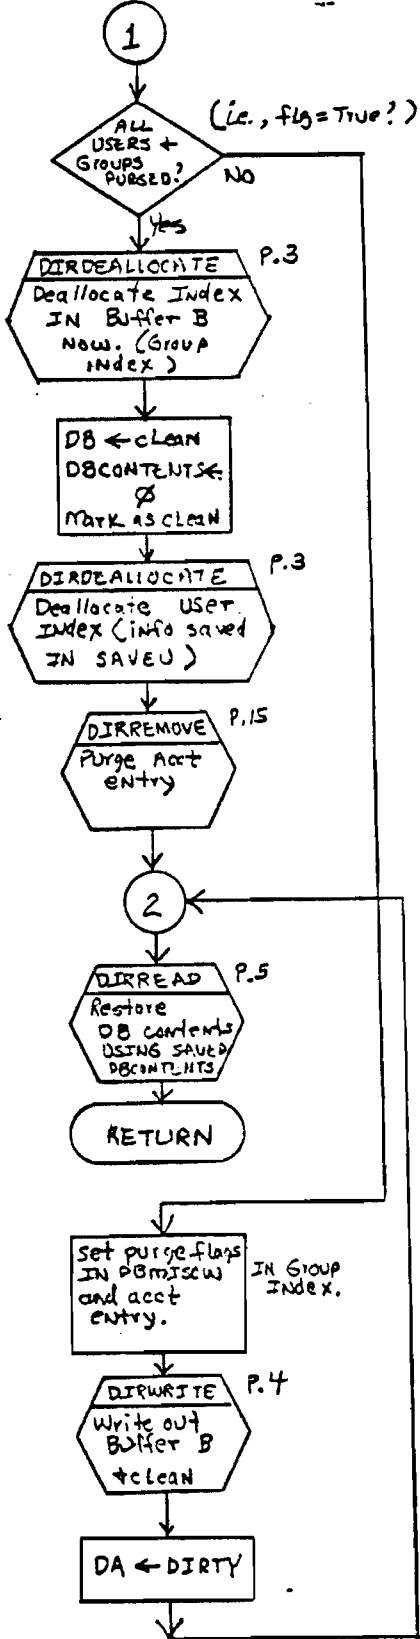 1
(i.e., flg=True?)
ALL
USERS +
Groups
PURGED?
NO
Yes
DIRDEALLOCATE
P.3
Deallocate Index
IN Buffer B
NOW. (Group
INdex)
DB ← cLean
DBCONTENTS←
Ø
Mark as cLean
DIRDEALLOCATE
P.3
Deallocate USER
INDex (info saved
IN SAVEU)
DIRREMOVE
P.15
Purge Acct
eNtry
2
DIRREAD
P.5
Restore
DB contents
USING SAVED
DBCONTENTS
RETURN
set purge flags
IN DBMISCW
and acct
eNtry.
IN Group
INdex.
DIRWRITE
P.4
Write out
Buffer B
+cLean
DA ← DIRTY